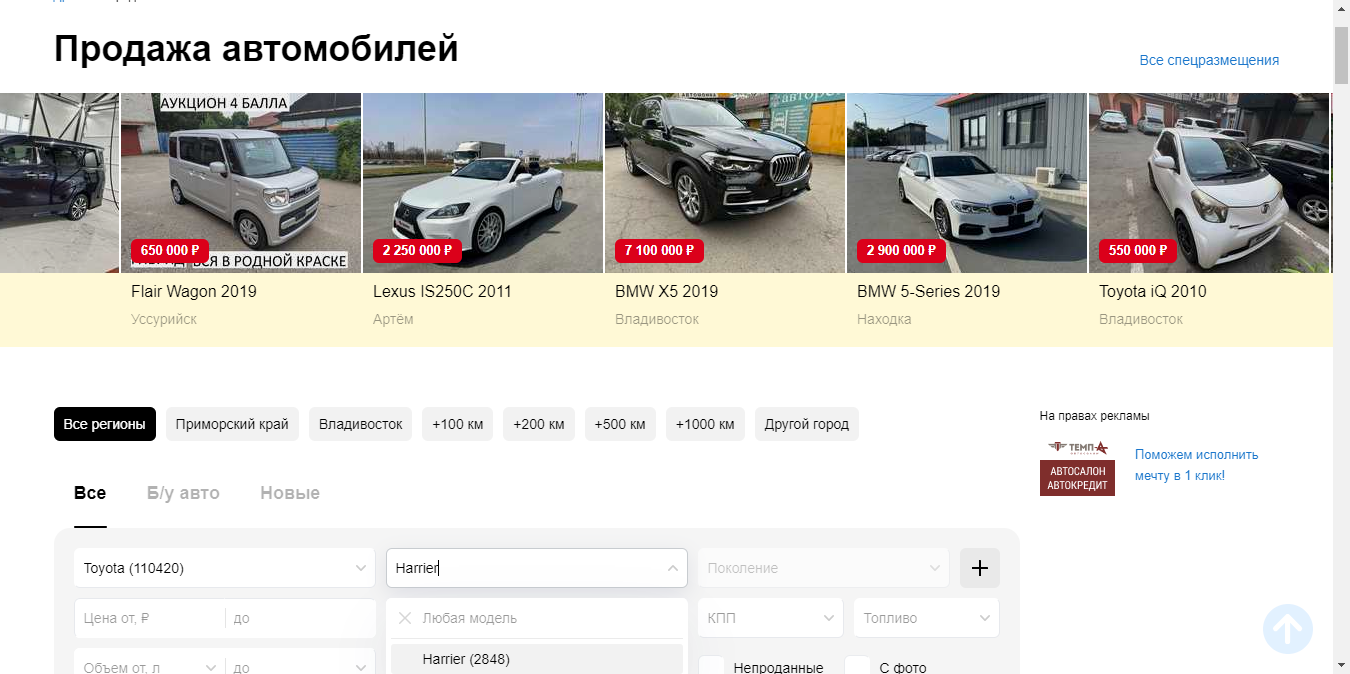 Продажа автомобилей
Все спецразмещения
АУКЦИОН 4 БАЛЛА
650 000 ₽
В РОДНОЙ КРАСКЕ
2 250 000 ₽
7 100 000 ₽
2 900 000 ₽
550 000 ₽
Flair Wagon 2019
Уссурийск
Lexus IS250C 2011
Артём
BMW X5 2019
Владивосток
BMW 5-Series 2019
Находка
Toyota iQ 2010
Владивосток
Все регионы
Приморский край
Владивосток
+100 км
+200 км
+500 км
+1000 км
Другой город
На правах рекламы
ТЕМП-А
АВТОСАЛОН
АВТОКРЕДИТ
Поможем исполнить
мечту в 1 клик!
Все
Б/у авто
Новые
Toyota (110420)
Harrier
Поколение
Цена от, ₽
до
Любая модель
КПП
Топливо
Harrier (2848)
Объем от, л
до
Непроданные
С фото